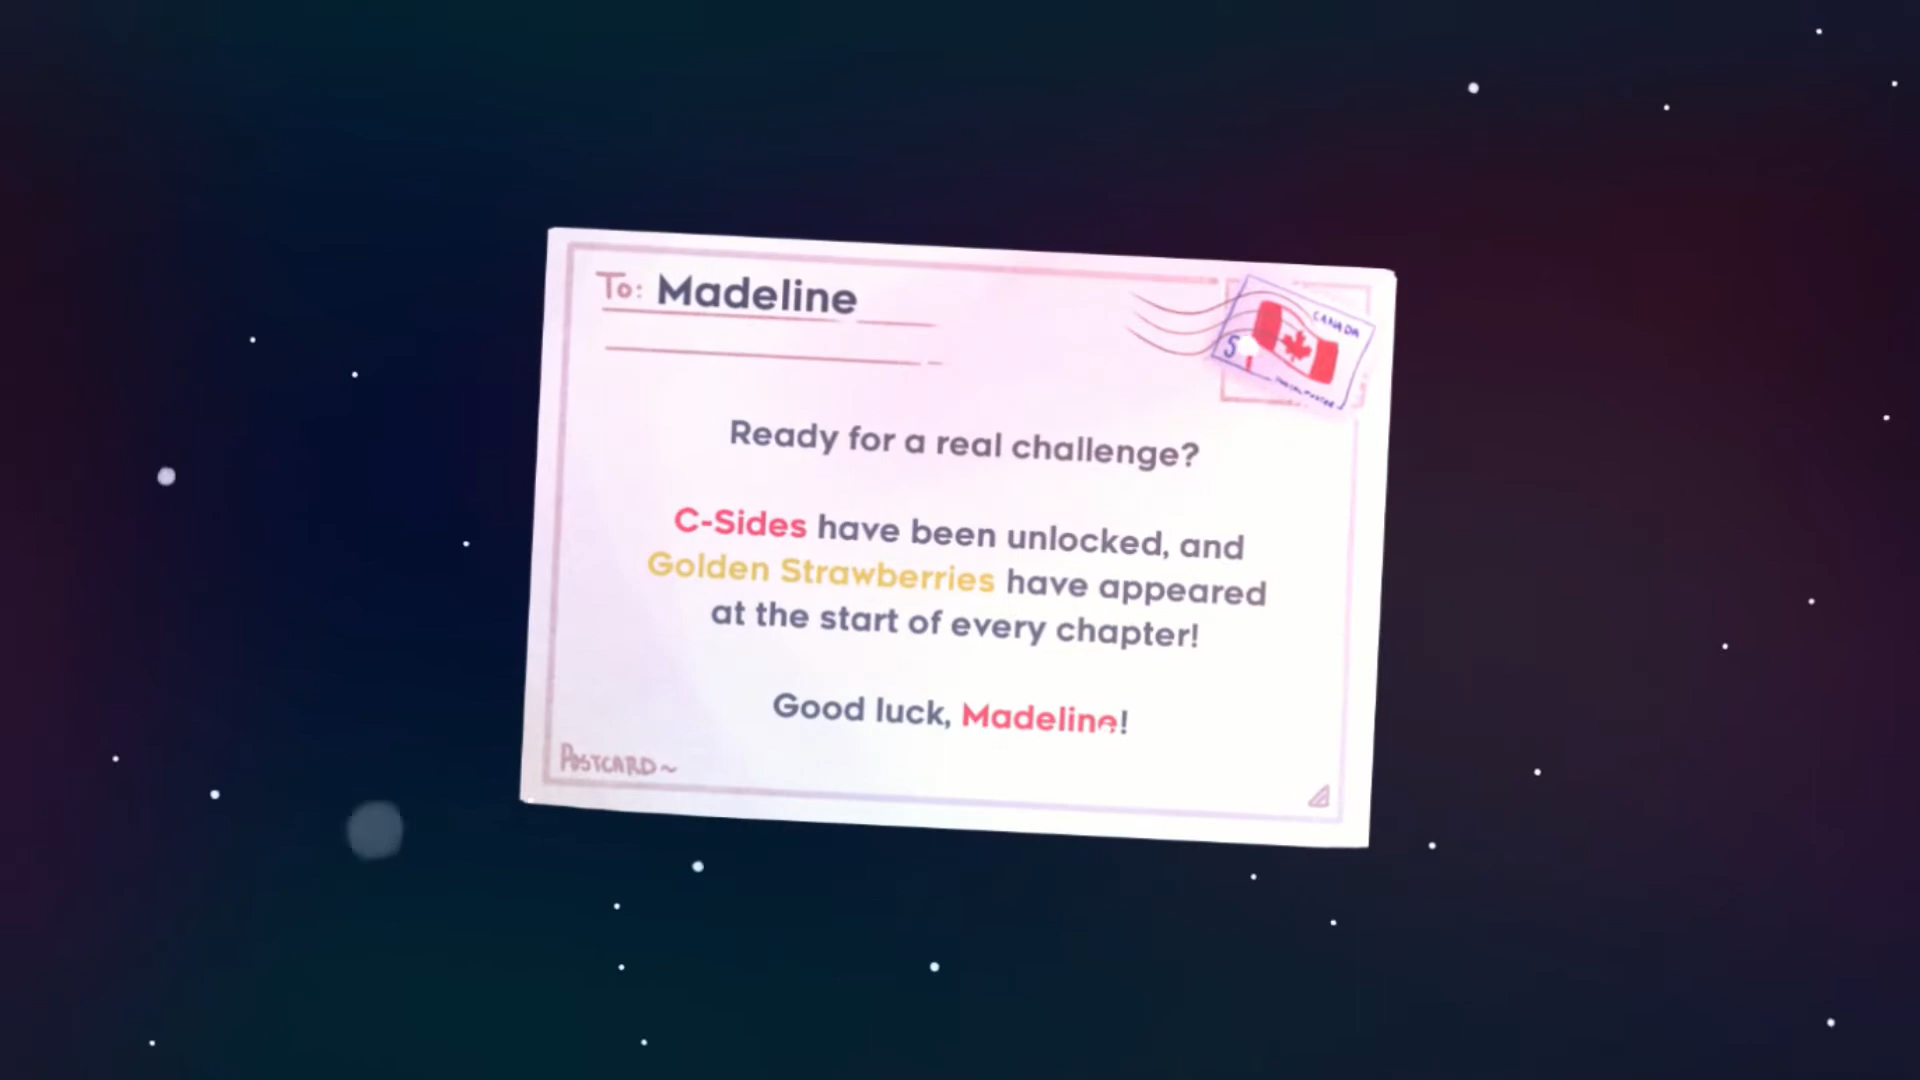 To: Madeline
CANADA
5
Ready for a real challenge?
C-Sides have been unlocked, and
Golden Strawberries have appeared
at the start of every chapter!
Good luck, Madeline!
POSTCARD~